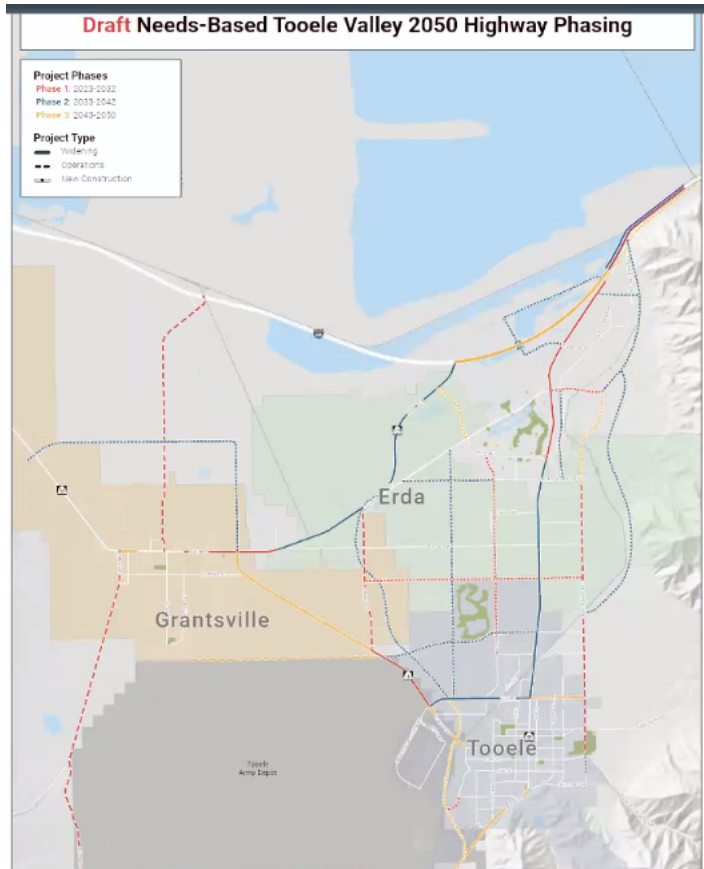 Draft Needs-Based Tooele Valley 2050 Highway Phasing
Project Phases
Phase 1: 2023-2032
Phase 2: 2033-2042
Phase 3: 2043-2050
Project Type
Widening
Operations
New Construction
Erda
Grantsville
Tooele
Tooele
Army Depot